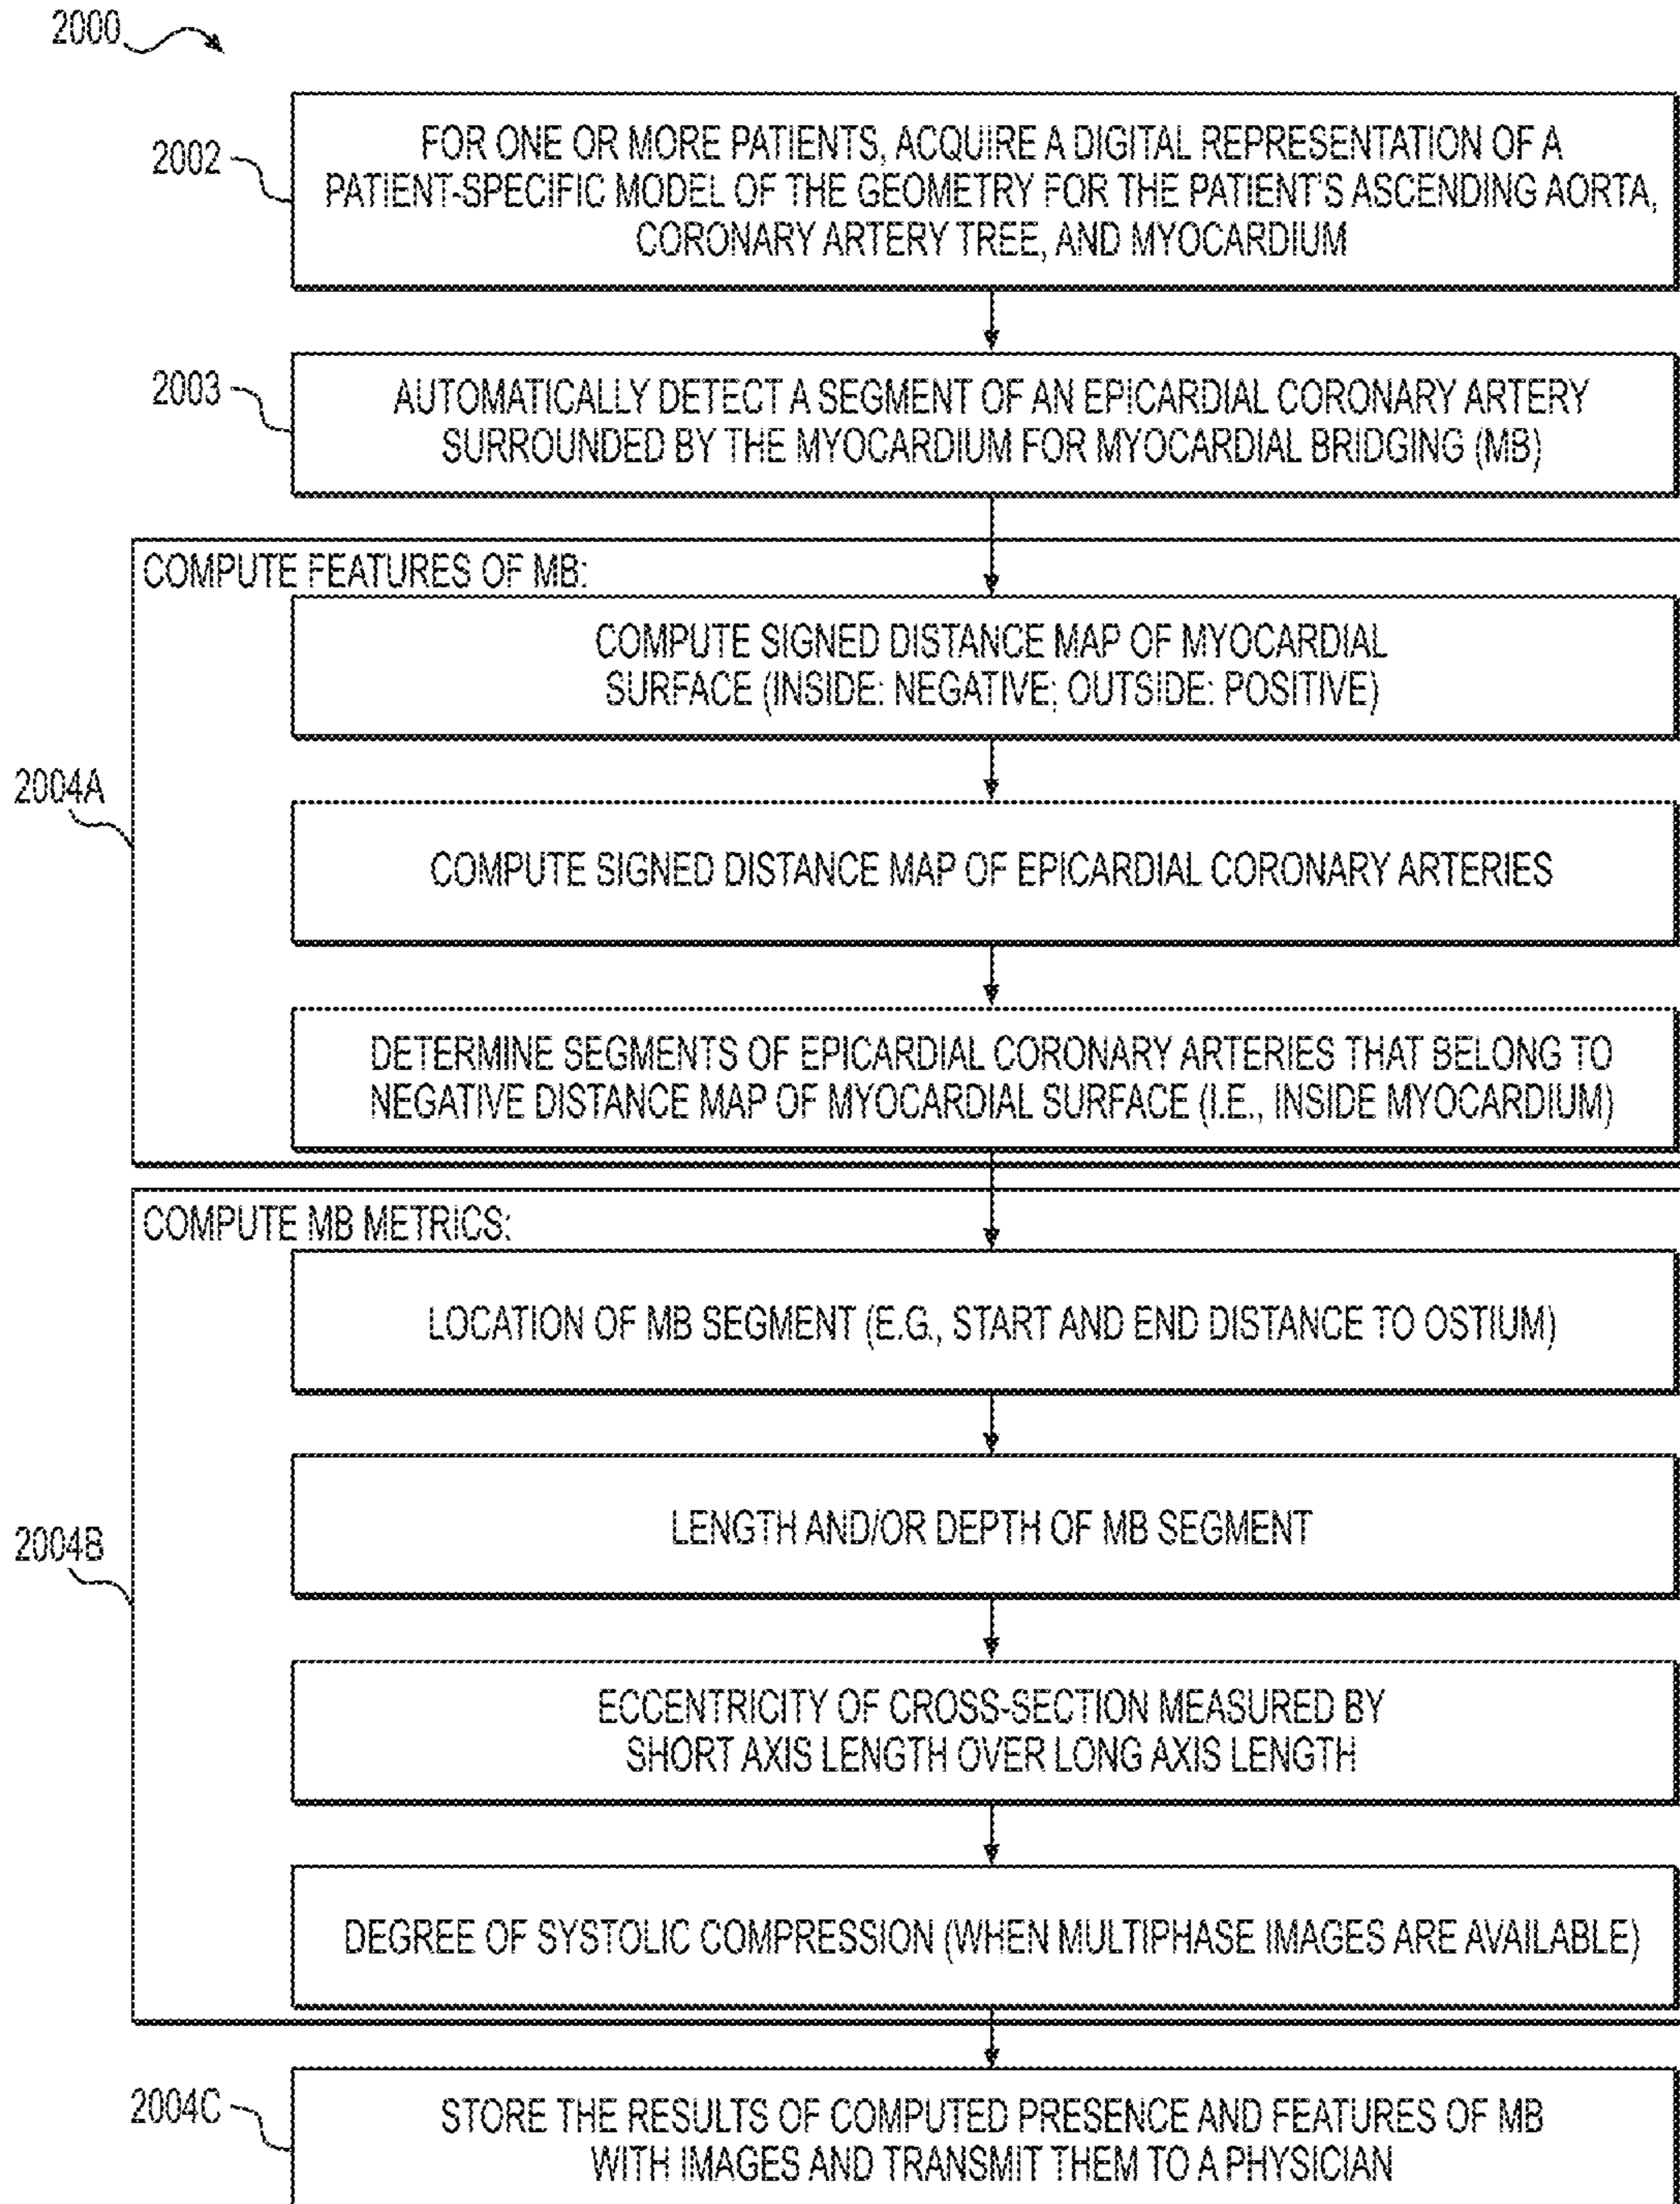 2000
2002
FOR ONE OR MORE PATIENTS, ACQUIRE A DIGITAL REPRESENTATION OF A
PATIENT-SPECIFIC MODEL OF THE GEOMETRY FOR THE PATIENT'S ASCENDING AORTA,
CORONARY ARTERY TREE, AND MYOCARDIUM
2003
AUTOMATICALLY DETECT A SEGMENT OF AN EPICARDIAL CORONARY ARTERY
SURROUNDED BY THE MYOCARDIUM FOR MYOCARDIAL BRIDGING (MB)
2004A
COMPUTE FEATURES OF MB:
COMPUTE SIGNED DISTANCE MAP OF MYOCARDIAL
SURFACE (INSIDE: NEGATIVE; OUTSIDE: POSITIVE)
COMPUTE SIGNED DISTANCE MAP OF EPICARDIAL CORONARY ARTERIES
DETERMINE SEGMENTS OF EPICARDIAL CORONARY ARTERIES THAT BELONG TO
NEGATIVE DISTANCE MAP OF MYOCARDIAL SURFACE (I.E., INSIDE MYOCARDIUM)
2004B
COMPUTE MB METRICS:
LOCATION OF MB SEGMENT (E.G., START AND END DISTANCE TO OSTIUM)
LENGTH AND/OR DEPTH OF MB SEGMENT
ECCENTRICITY OF CROSS-SECTION MEASURED BY
SHORT AXIS LENGTH OVER LONG AXIS LENGTH
DEGREE OF SYSTOLIC COMPRESSION (WHEN MULTIPHASE IMAGES ARE AVAILABLE)
2004C
STORE THE RESULTS OF COMPUTED PRESENCE AND FEATURES OF MB
WITH IMAGES AND TRANSMIT THEM TO A PHYSICIAN